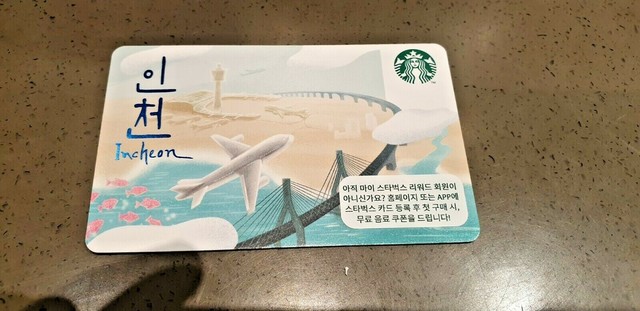 인
천
Incheon
아직 마이 스타벅스 리워드 회원이
아니신가요? 홈페이지 또는 APP에
스타벅스 카드 등록 후 첫 구매 시,
무료 음료 쿠폰을 드립니다!